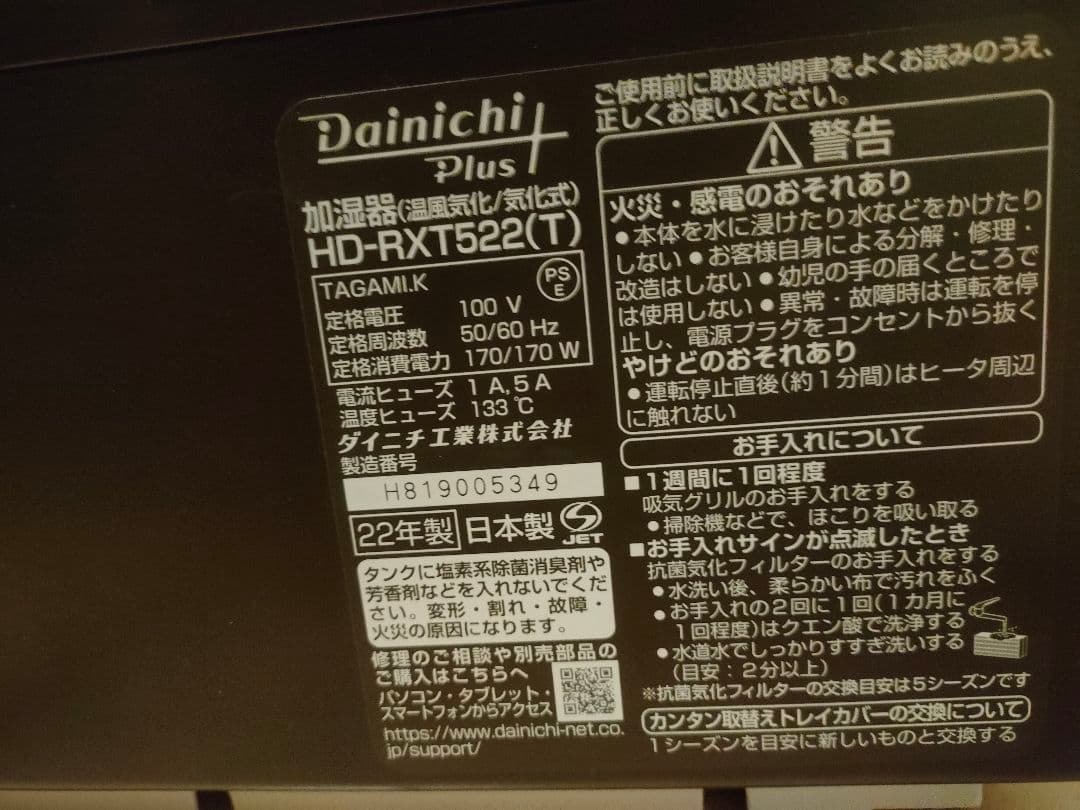 Dainichi
Plus
加湿器(温風気化/気化式)
HD-RXT522(T)
TAGAMI.K
PS
E
定格電圧 100 V
定格周波数 50/60 Hz
定格消費電力 170/170 W
電流ヒューズ 1 A,5 A
温度ヒューズ 133 ℃
ダイニチ工業株式会社
製造番号
H819005349
22年製 日本製 JET
タンクに塩素系除菌消臭剤や
芳香剤などを入れないでくだ
さい。変形・割れ・故障・
火災の原因になります。
修理のご相談や別売部品の
ご購入はこちらへ
パソコン・タブレット・
スマートフォンからアクセス
https://www.dainichi-net.co.
jp/support/
ご使用前に取扱説明書をよくお読みのうえ、
正しくお使いください。
警告
火災・感電のおそれあり
●本体を水に浸けたり水などをかけたり
しない ●お客様自身による分解・修理・
改造はしない ●幼児の手の届くところで
は使用しない ●異常・故障時は運転を停
止し、電源プラグをコンセントから抜く
やけどのおそれあり
●運転停止直後(約1分間)はヒータ周辺
に触れない
お手入れについて
■1週間に1回程度
吸気グリルのお手入れをする
●掃除機などで、ほこりを吸い取る
■お手入れサインが点滅したとき
抗菌気化フィルターのお手入れをする
●水洗い後、柔らかい布で汚れをふく
●お手入れの2回に1回(1カ月に
1回程度)はクエン酸で洗浄する
●水道水でしっかりすすぎ洗いする
(目安：2分以上)
※抗菌気化フィルターの交換目安は5シーズンです
カンタン取替えトレイカバーの交換について
1シーズンを目安に新しいものと交換する